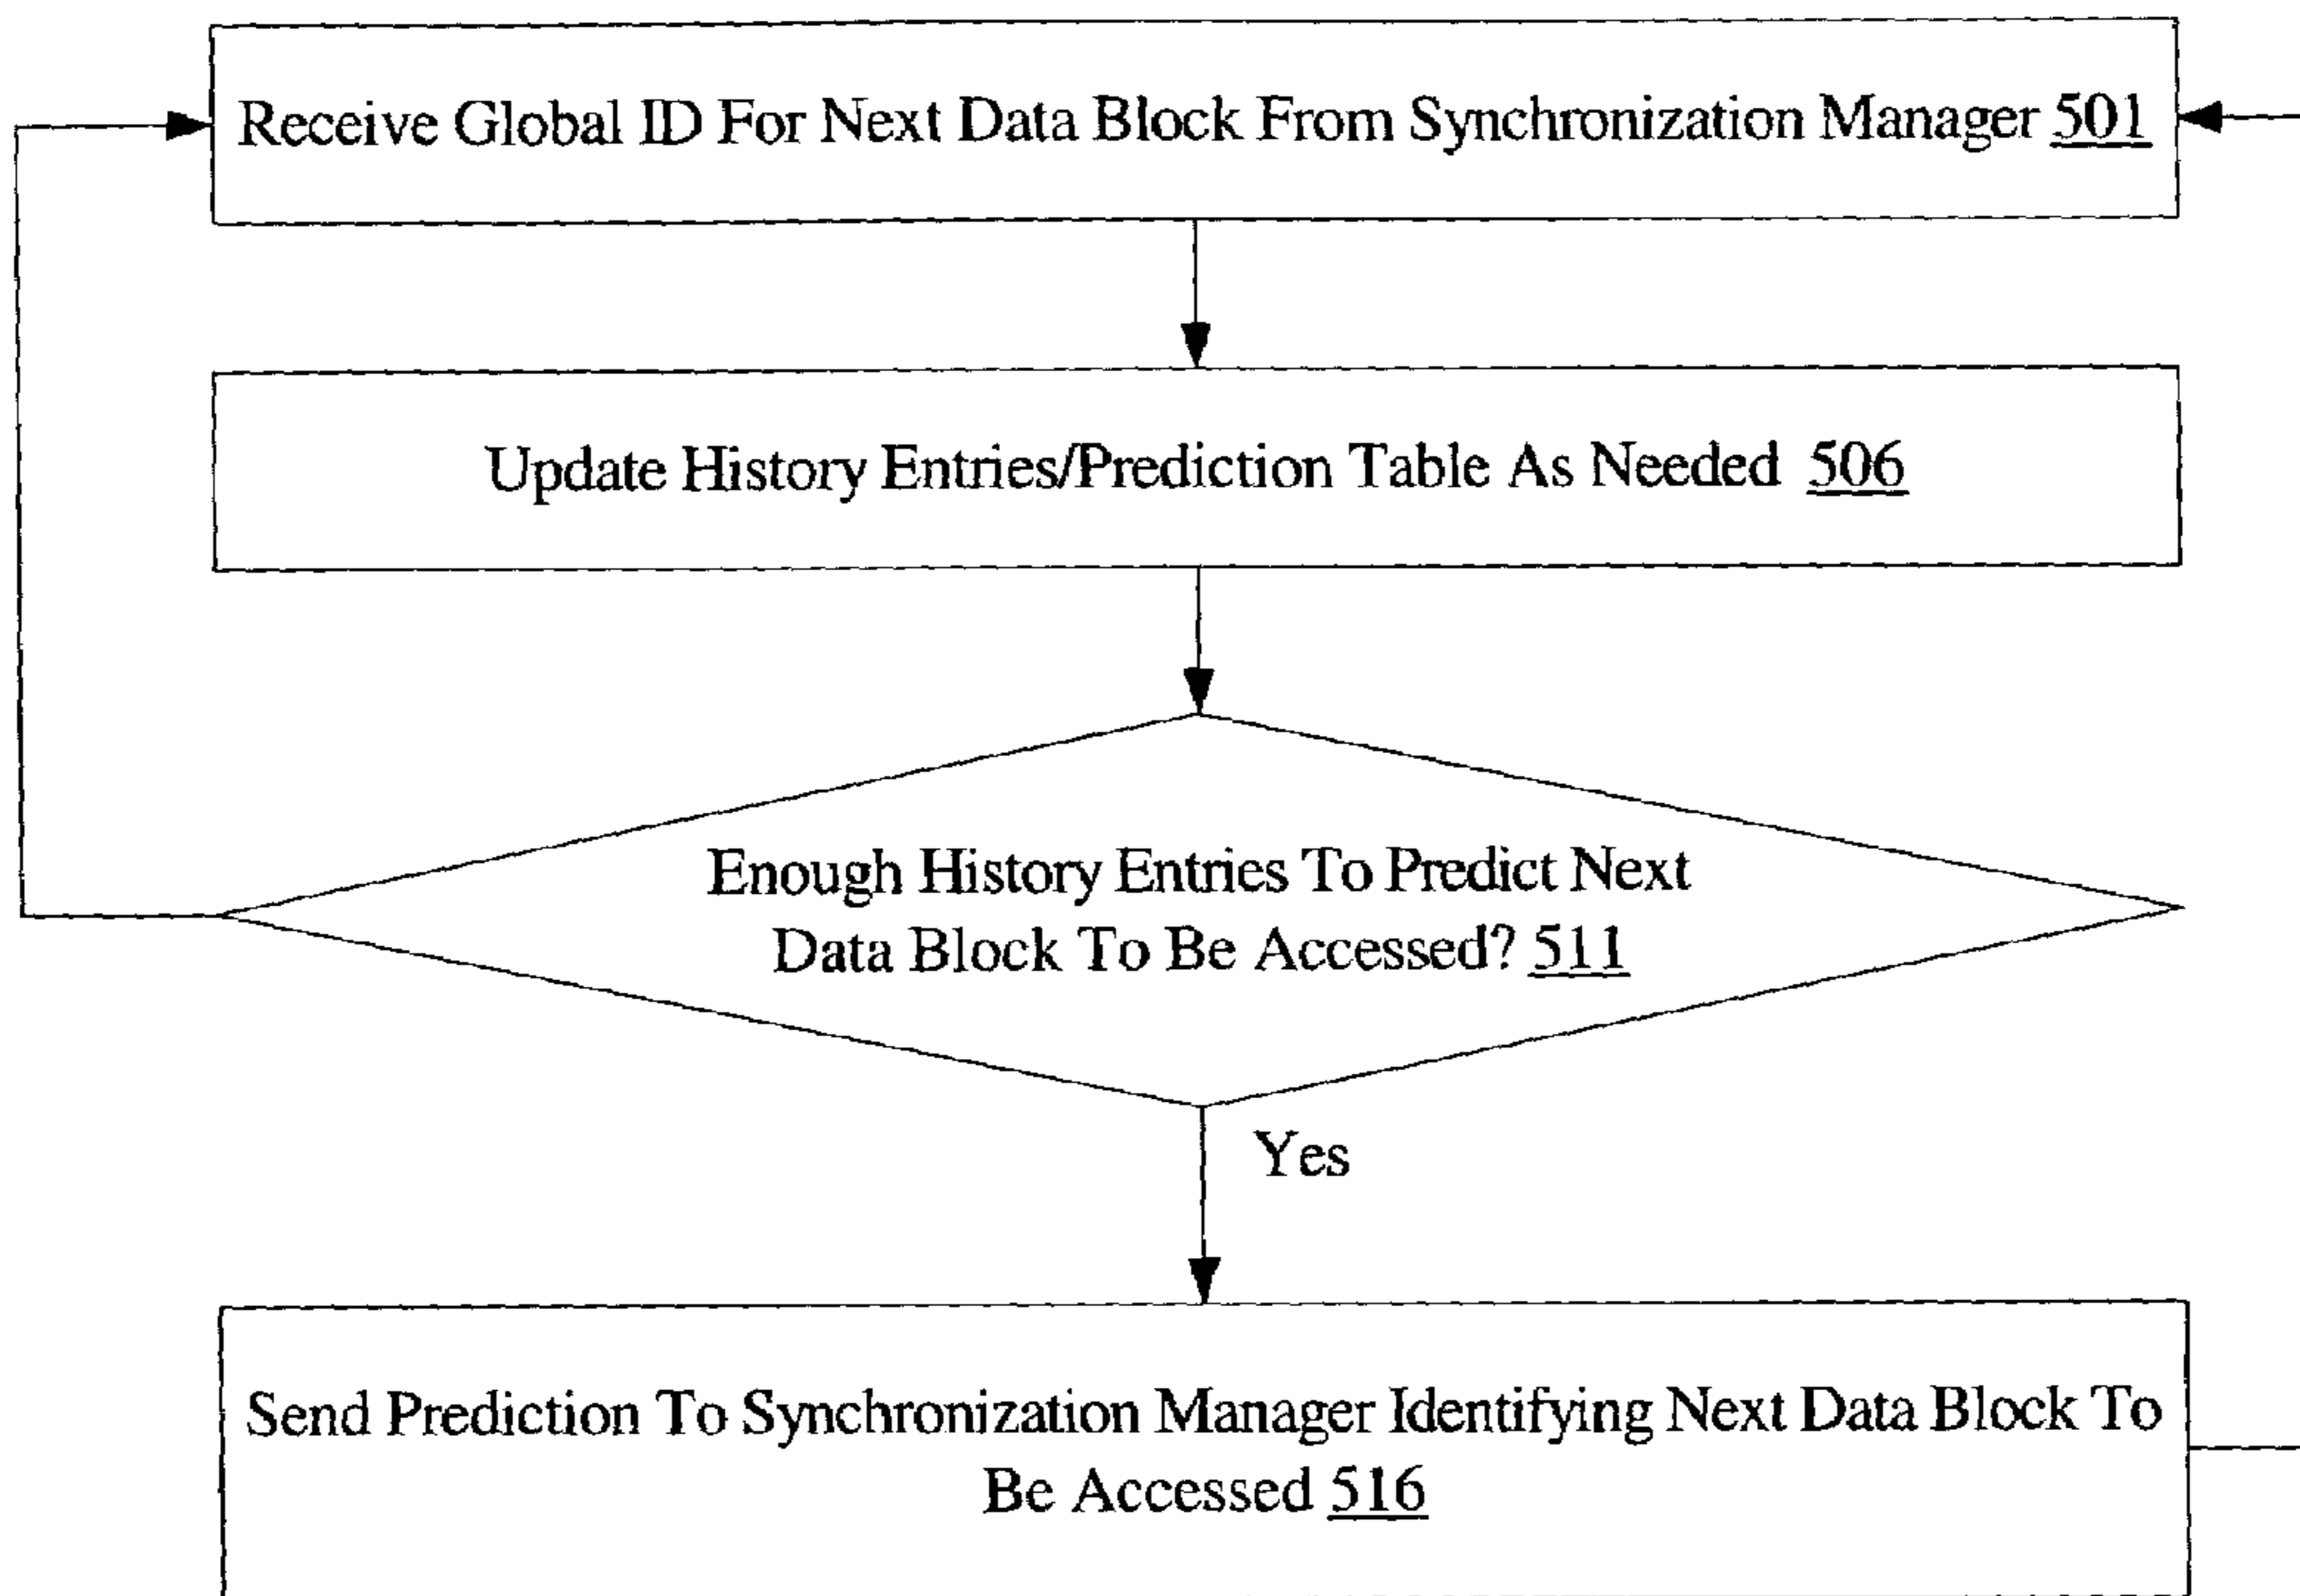 Receive Global ID For Next Data Block From Synchronization Manager 501
Update History Entries/Prediction Table As Needed 506
Enough History Entries To Predict Next
Data Block To Be Accessed? 511
Yes
Send Prediction To Synchronization Manager Identifying Next Data Block To
Be Accessed 516